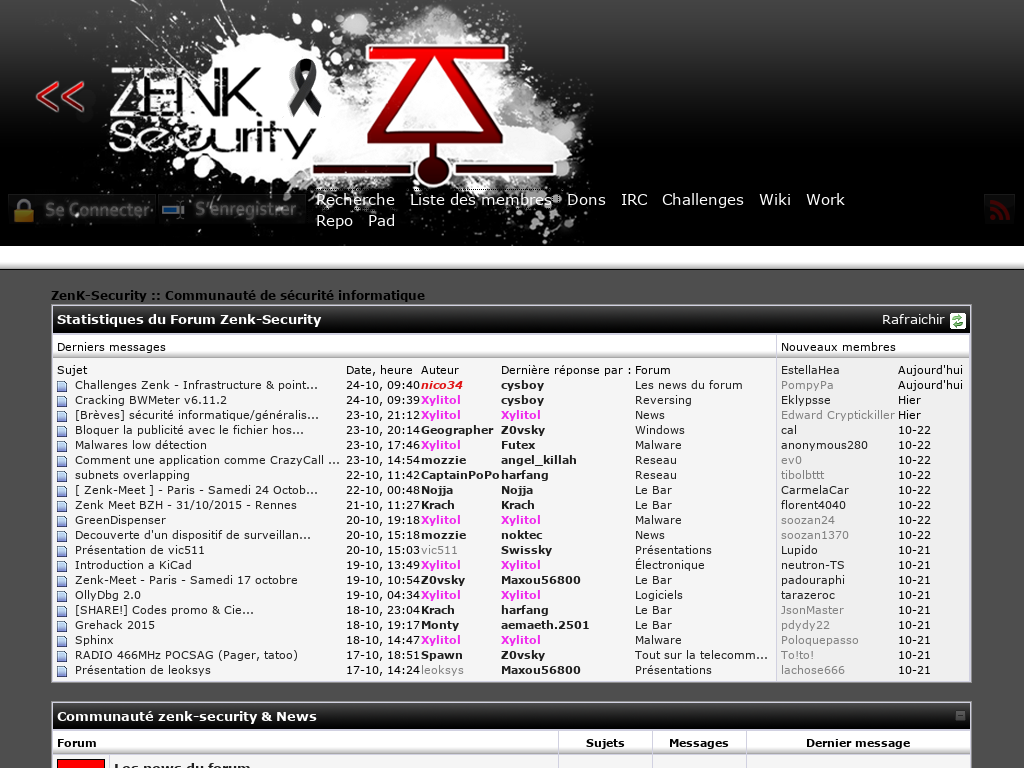 <<
ZENK
Security
Se Connecter S'enregistrer Recherche Liste des membres Dons IRC Challenges Wiki Work
Repo Pad
ZenK-Security :: Communauté de sécurité informatique
Statistiques du Forum Zenk-Security Rafraichir
Derniers messages Nouveaux membres
Sujet Date, heure Auteur Dernière réponse par : Forum EstellaHea Aujourd'hui
Challenges Zenk - Infrastructure & point... 24-10, 09:40 nico34 cysboy Les news du forum PompyPa Aujourd'hui
Cracking BWMeter v6.11.2 24-10, 09:39 Xylitol cysboy Reversing Eklypsse Hier
[Brèves] sécurité informatique/généralis... 23-10, 21:12 Xylitol Xylitol News Edward Cryptickiller Hier
Bloquer la publicité avec le fichier hos... 23-10, 20:14 Geographer Z0vsky Windows cal 10-22
Malwares low détection 23-10, 17:46 Xylitol Futex Malware anonymous280 10-22
Comment une application comme CrazyCall ... 23-10, 14:54 mozzie angel_killah Reseau ev0 10-22
subnets overlapping 22-10, 11:42 CaptainPoPo harfang Reseau tibolbttt 10-22
[ Zenk-Meet ] - Paris - Samedi 24 Octob... 22-10, 00:48 Nojja Nojja Le Bar CarmelaCar 10-22
Zenk Meet BZH - 31/10/2015 - Rennes 21-10, 11:27 Krach Krach Le Bar florent4040 10-22
GreenDispenser 20-10, 19:18 Xylitol Xylitol Malware soozan24 10-22
Decouverte d'un dispositif de surveillan... 20-10, 15:18 mozzie noktec News soozan1370 10-22
Présentation de vic511 20-10, 15:03 vic511 Swissky Présentations Lupido 10-21
Introduction a KiCad 19-10, 13:49 Xylitol Xylitol Électronique neutron-TS 10-21
Zenk-Meet - Paris - Samedi 17 octobre 19-10, 10:54 Z0vsky Maxou56800 Le Bar padouraphi 10-21
OllyDbg 2.0 19-10, 04:34 Xylitol Xylitol Logiciels tarazeroc 10-21
[SHARE!] Codes promo & Cie... 18-10, 23:04 Krach harfang Le Bar JsonMaster 10-21
Grehack 2015 18-10, 19:17 Monty aemaeth.2501 Le Bar pdydy22 10-21
Sphinx 18-10, 14:47 Xylitol Xylitol Malware Poloquepasso 10-21
RADIO 466MHz POCSAG (Pager, tatoo) 17-10, 18:51 Spawn Z0vsky Tout sur la telecomm... To!to! 10-21
Présentation de leoksys 17-10, 14:24 leoksys Maxou56800 Présentations lachose666 10-21
Communauté zenk-security & News
Forum Sujets Messages Dernier message
Les news du forum